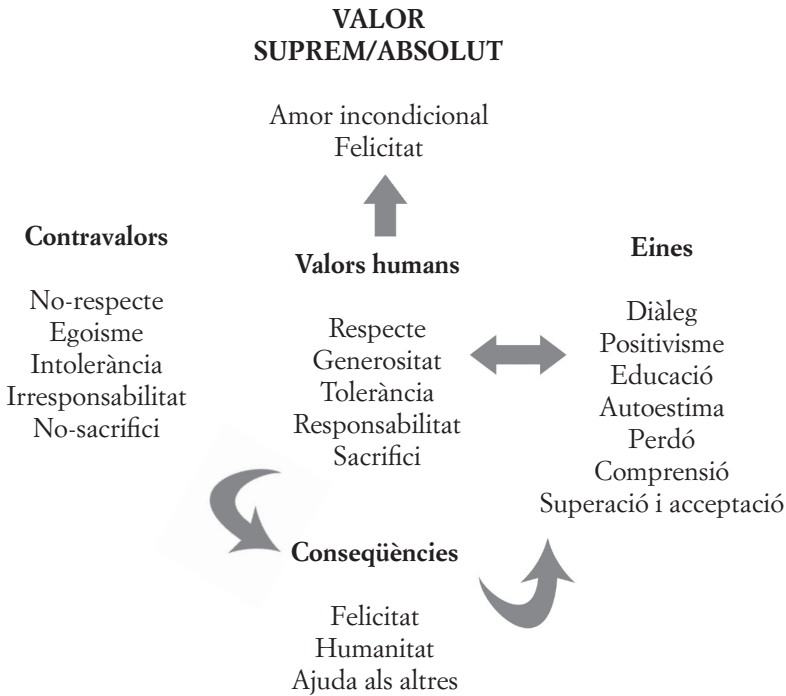 VALOR
SUPREM/ABSOLUT
Amor incondicional
Felicitat
Contravalors
No-respecte
Egoisme
Intolerància
Irresponsabilitat
No-sacrifici
Valors humans
Respecte
Generositat
Tolerància
Responsabilitat
Sacrifici
Eines
Diàleg
Positivisme
Educació
Autoestima
Perdó
Comprensió
Superació i acceptació
Conseqüències
Felicitat
Humanitat
Ajuda als altres